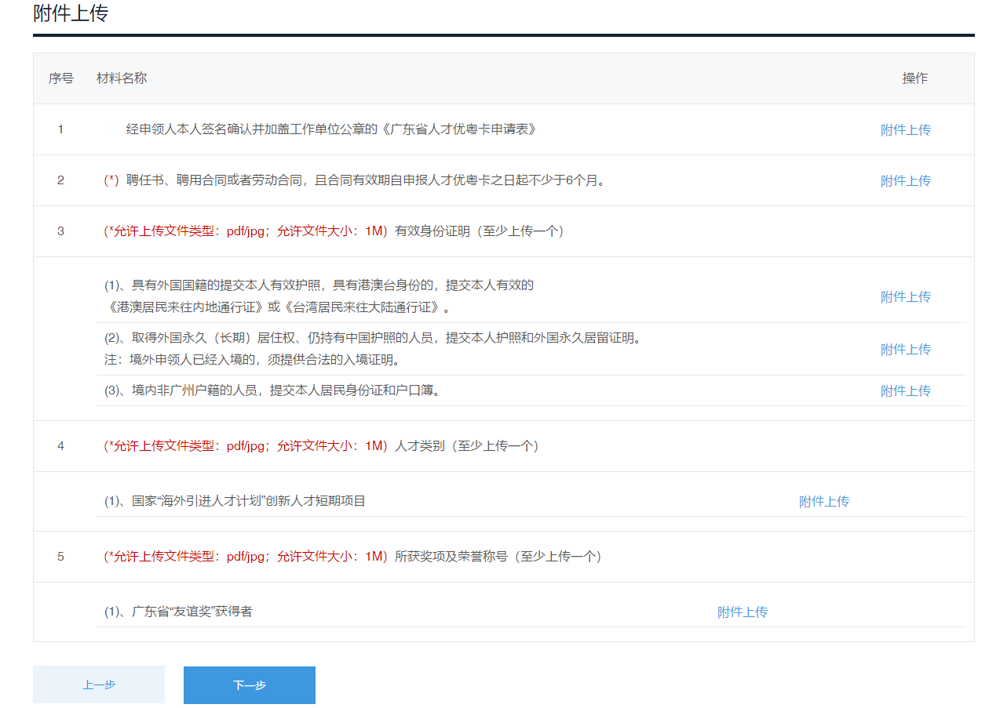 附件上传
序号 材料名称 操作
1 经申领人本人签名确认并加盖工作单位公章的《广东省人才优粤卡申请表》 附件上传
2 (*) 聘任书、聘用合同或者劳动合同，且合同有效期自申报人才优粤卡之日起不少于6个月。 附件上传
3 (*允许上传文件类型：pdf/jpg；允许文件大小：1M) 有效身份证明（至少上传一个）
(1)、具有外国国籍的提交本人有效护照，具有港澳台身份的，提交本人有效的
《港澳居民来往内地通行证》或《台湾居民来往大陆通行证》。 附件上传
(2)、取得外国永久（长期）居住权、仍持有中国护照的人员，提交本人护照和外国永久居留证明。
注：境外申领人已经入境的，须提供合法的入境证明。 附件上传
(3)、境内非广州户籍的人员，提交本人居民身份证和户口簿。 附件上传
4 (*允许上传文件类型：pdf/jpg；允许文件大小：1M) 人才类别（至少上传一个）
(1)、国家“海外引进人才计划”创新人才短期项目 附件上传
5 (*允许上传文件类型：pdf/jpg；允许文件大小：1M) 所获奖项及荣誉称号（至少上传一个）
(1)、广东省“友谊奖”获得者 附件上传
上一步 下一步